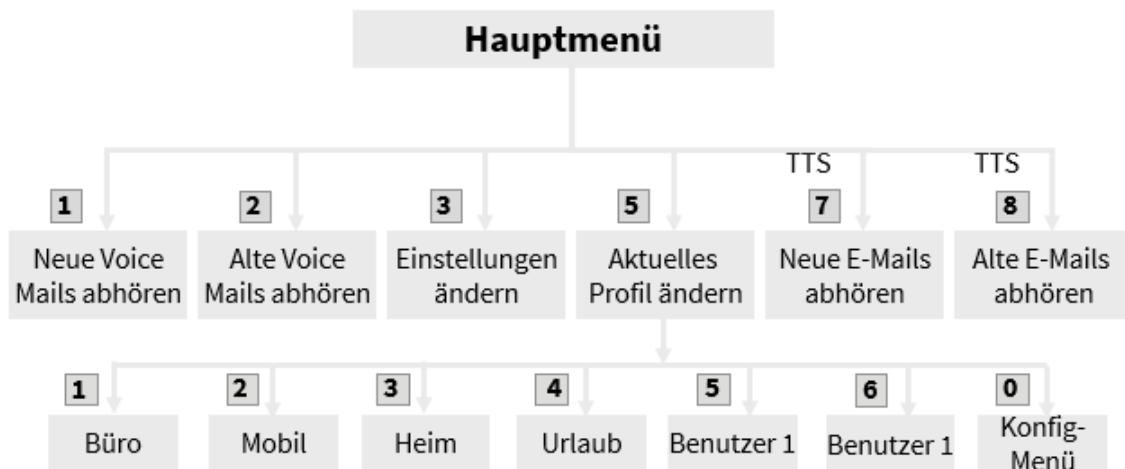 Hauptmenü
TTS
TTS
1
2
3
5
7
8
Neue Voice
Mails abhören
Alte Voice
Mails abhören
Einstellungen
ändern
Aktuelles
Profil ändern
Neue E-Mails
abhören
Alte E-Mails
abhören
1
2
3
4
5
6
0
Büro
Mobil
Heim
Urlaub
Benutzer 1
Benutzer 1
Konfig-
Menü